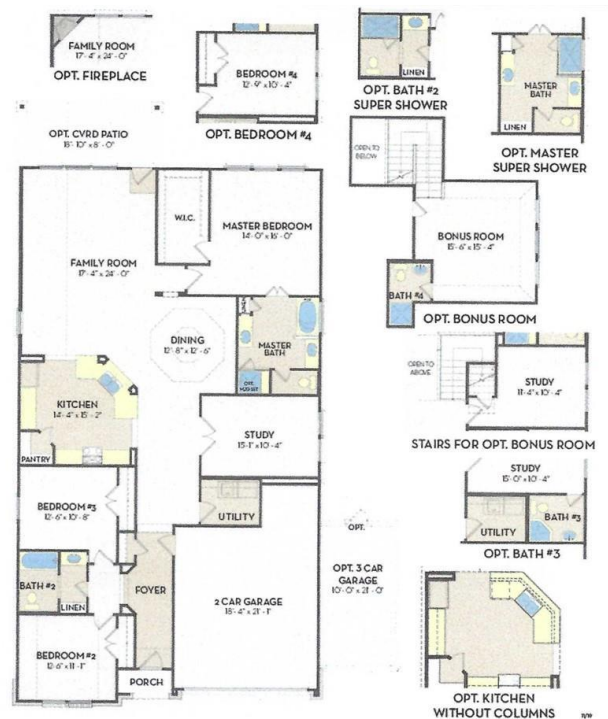 FAMILY ROOM
17'- 4" x 24'- 0"
OPT. FIREPLACE
BEDROOM #4
12'- 9" x 10'- 4"
OPT. BEDROOM #4
LINEN
OPT. BATH #2
SUPER SHOWER
MASTER
BATH
LINEN
OPT. MASTER
SUPER SHOWER
OPT. CVRD PATIO
18'- 10" x 8'- 0"
OPEN TO
BELOW
BONUS ROOM
15'- 6" x 15'- 4"
BATH #4
OPT. BONUS ROOM
W.I.C.
MASTER BEDROOM
14'- 0" x 16'- 0"
FAMILY ROOM
17'- 4" x 24'- 0"
DINING
12'- 8" x 12'- 6"
LINEN
MASTER
BATH
OPEN TO
ABOVE
STUDY
11'- 4" x 10'- 4"
STAIRS FOR OPT. BONUS ROOM
KITCHEN
14'- 4" x 15'- 2"
PANTRY
STUDY
15'-1" x 10'- 4"
STUDY
15'- 0" x 10'- 4"
UTILITY
BATH #3
OPT. BATH #3
BEDROOM #3
12'- 6" x 10'- 8"
UTILITY
OPT.
BATH #2
LINEN
FOYER
2 CAR GARAGE
18'- 4" x 21'- 1"
OPT. 3 CAR
GARAGE
10'- 0" x 21'- 0"
BEDROOM #2
12'- 6" x 11'- 1"
PORCH
OPT. KITCHEN
WITHOUT COLUMNS